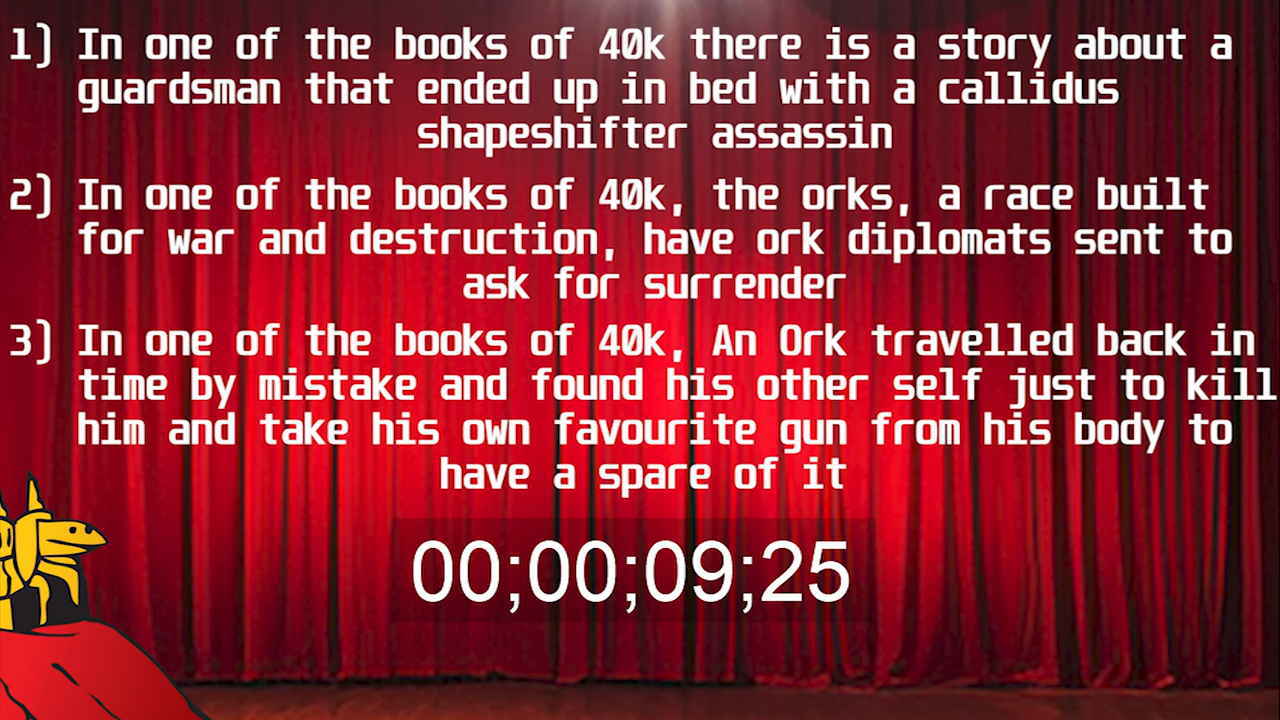 1) In one of the books of 40k there is a story about a
guardsman that ended up in bed with a callidus
shapeshifter assassin
2) In one of the books of 40k, the orks, a race built
for war and destruction, have ork diplomats sent to
ask for surrender
3) In one of the books of 40k, An Ork travelled back in
time by mistake and found his other self just to kill
him and take his own favourite gun from his body to
have a spare of it
00;00;09;25